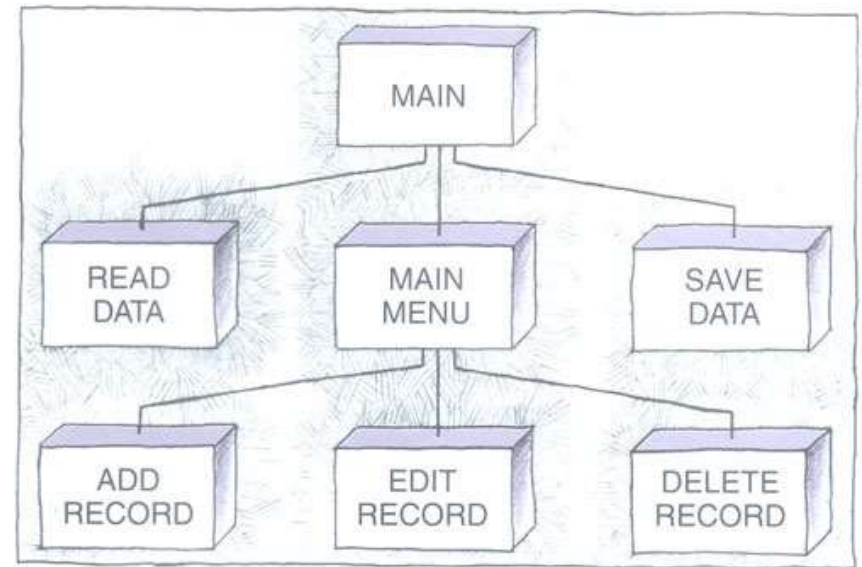 MAIN
READ
DATA
MAIN
MENU
SAVE
DATA
ADD
RECORD
EDIT
RECORD
DELETE
RECORD